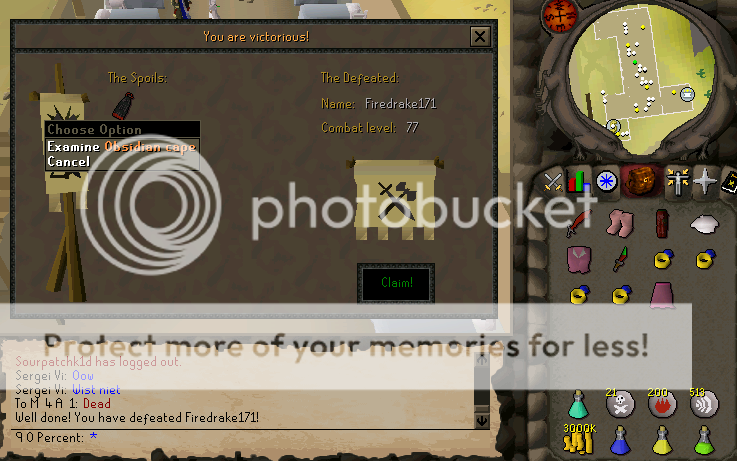 You are victorious!
The Spoils:
The Defeated:
Name: Firedrake171
Combat level: 77
Choose Option
Examine Obsidian cape
Cancel
Claim!
photobucket
Protect more of your memories for less!
Sourpatchk1d has logged out.
Sergei Vi: Oow
Sergei Vi: Wist niet
To M 4 A 1: Dead
Well done! You have defeated Firedrake171!
9 0 Percent: *
21
200
513
3000K